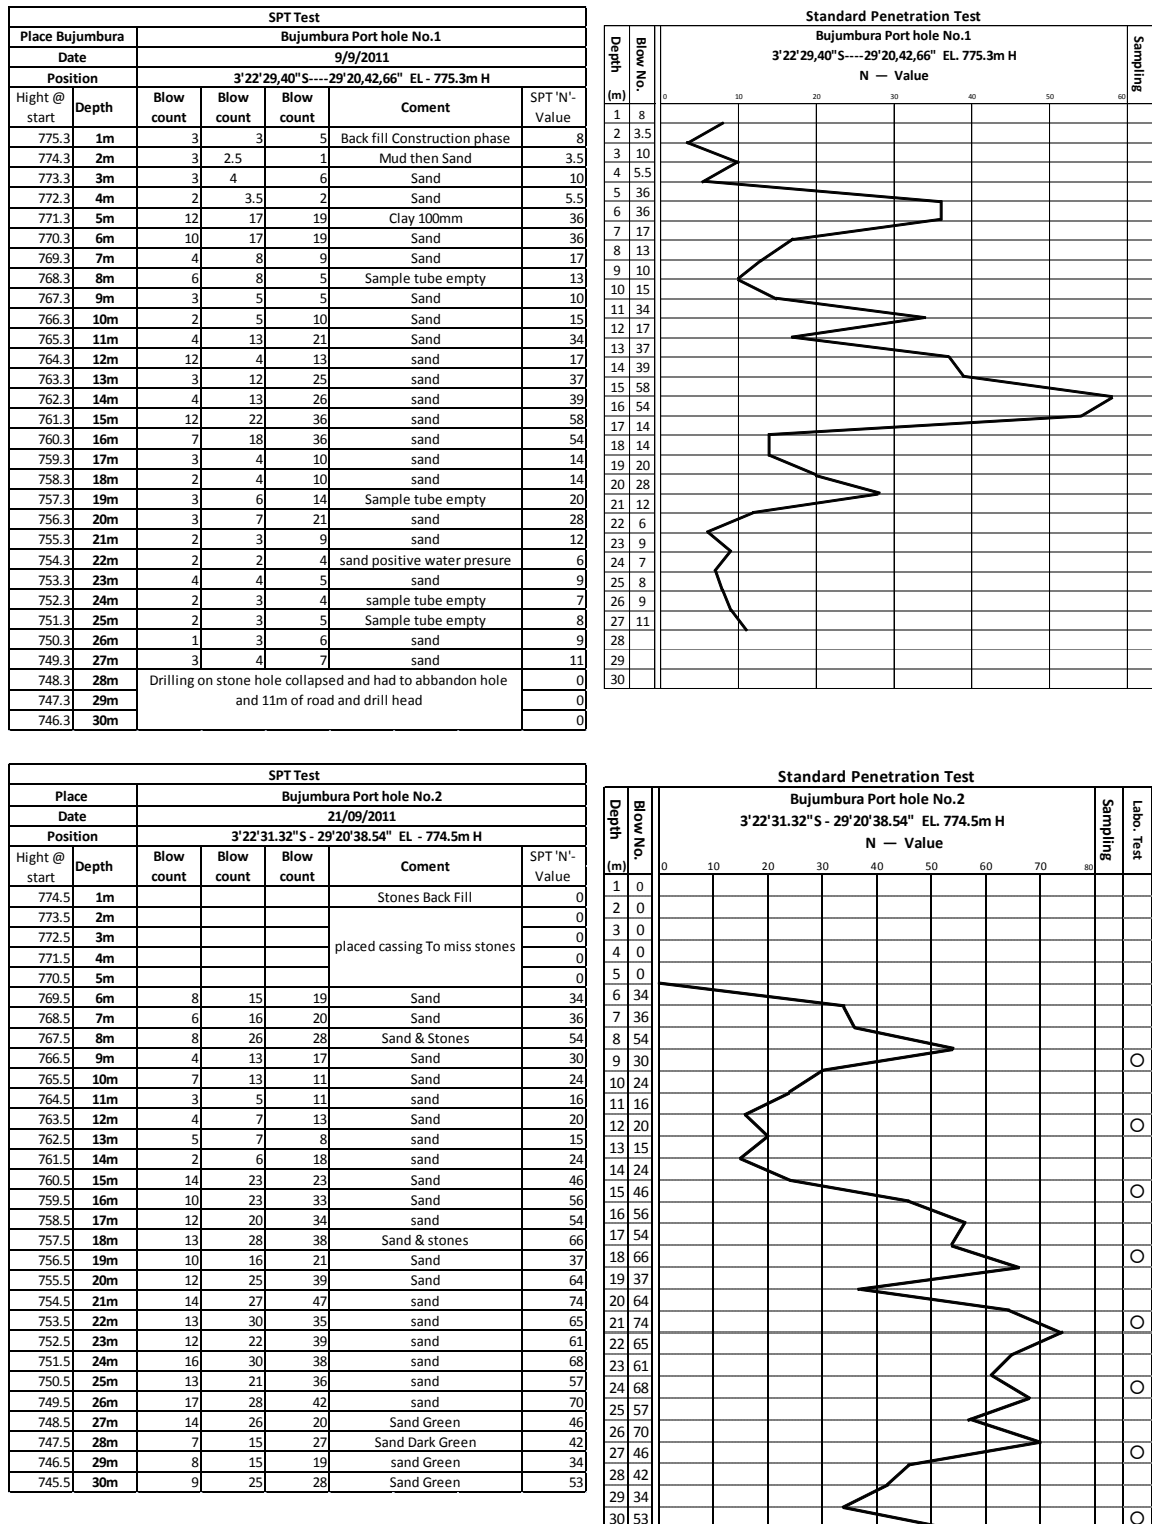 SPT Test
Place Bujumbura Bujumbura Port hole No.1
Date 9/9/2011
Position 3'22'29,40"S----29'20,42,66" EL - 775.3m H
Hight @ start Depth Blow count Blow count Blow count Coment SPT 'N'- Value
775.3 1m 3 3 5 Back fill Construction phase 8
774.3 2m 3 2.5 1 Mud then Sand 3.5
773.3 3m 3 4 6 Sand 10
772.3 4m 2 3.5 2 Sand 5.5
771.3 5m 12 17 19 Clay 100mm 36
770.3 6m 10 17 19 Sand 36
769.3 7m 4 8 9 Sand 17
768.3 8m 6 8 5 Sample tube empty 13
767.3 9m 3 5 5 Sand 10
766.3 10m 2 5 10 Sand 15
765.3 11m 4 13 21 Sand 34
764.3 12m 12 4 13 sand 17
763.3 13m 3 12 25 sand 37
762.3 14m 4 13 26 sand 39
761.3 15m 12 22 36 sand 58
760.3 16m 7 18 36 sand 54
759.3 17m 3 4 10 sand 14
758.3 18m 2 4 10 sand 14
757.3 19m 3 6 14 Sample tube empty 20
756.3 20m 3 7 21 sand 28
755.3 21m 2 3 9 sand 12
754.3 22m 2 2 4 sand positive water presure 6
753.3 23m 4 4 5 sand 9
752.3 24m 2 3 4 sample tube empty 7
751.3 25m 2 3 5 Sample tube empty 8
750.3 26m 1 3 6 sand 9
749.3 27m 3 4 7 sand 11
748.3 28m Drilling on stone hole collapsed and had to abbandon hole 0
747.3 29m and 11m of road and drill head 0
746.3 30m 0
Standard Penetration Test
Depth (m) Blow No. Bujumbura Port hole No.1 Sampling
3'22'29,40"S----29'20,42,66" EL. 775.3m H
N — Value
0 10 20 30 40 50 60
1 8
2 3.5
3 10
4 5.5
5 36
6 36
7 17
8 13
9 10
10 15
11 34
12 17
13 37
14 39
15 58
16 54
17 14
18 14
19 20
20 28
21 12
22 6
23 9
24 7
25 8
26 9
27 11
28
29
30
SPT Test
Place Bujumbura Port hole No.2
Date 21/09/2011
Position 3'22'31.32"S - 29'20'38.54" EL - 774.5m H
Hight @ start Depth Blow count Blow count Blow count Coment SPT 'N'- Value
774.5 1m Stones Back Fill 0
773.5 2m 0
772.5 3m placed cassing To miss stones 0
771.5 4m 0
770.5 5m 0
769.5 6m 8 15 19 Sand 34
768.5 7m 6 16 20 Sand 36
767.5 8m 8 26 28 Sand & Stones 54
766.5 9m 4 13 17 Sand 30
765.5 10m 7 13 11 Sand 24
764.5 11m 3 5 11 Sand 16
763.5 12m 4 7 13 Sand 20
762.5 13m 5 7 8 sand 15
761.5 14m 2 6 18 sand 24
760.5 15m 14 23 23 Sand 46
759.5 16m 10 23 33 Sand 56
758.5 17m 12 20 34 sand 54
757.5 18m 13 28 38 Sand & stones 66
756.5 19m 10 16 21 Sand 37
755.5 20m 12 25 39 Sand 64
754.5 21m 14 27 47 sand 74
753.5 22m 13 30 35 sand 65
752.5 23m 12 22 39 sand 61
751.5 24m 16 30 38 sand 68
750.5 25m 13 21 36 sand 57
749.5 26m 17 28 42 sand 70
748.5 27m 14 26 20 Sand Green 46
747.5 28m 7 15 27 Sand Dark Green 42
746.5 29m 8 15 19 sand Green 34
745.5 30m 9 25 28 Sand Green 53
Standard Penetration Test
Depth (m) Blow No. Bujumbura Port hole No.2 Sampling Labo. Test
3'22'31.32"S - 29'20'38.54" EL. 774.5m H
N — Value
0 10 20 30 40 50 60 70 80
1 0
2 0
3 0
4 0
5 0
6 34
7 36
8 54
9 30
10 24
11 16
12 20
13 15
14 24
15 46
16 56
17 54
18 66
19 37
20 64
21 74
22 65
23 61
24 68
25 57
26 70
27 46
28 42
29 34
30 53